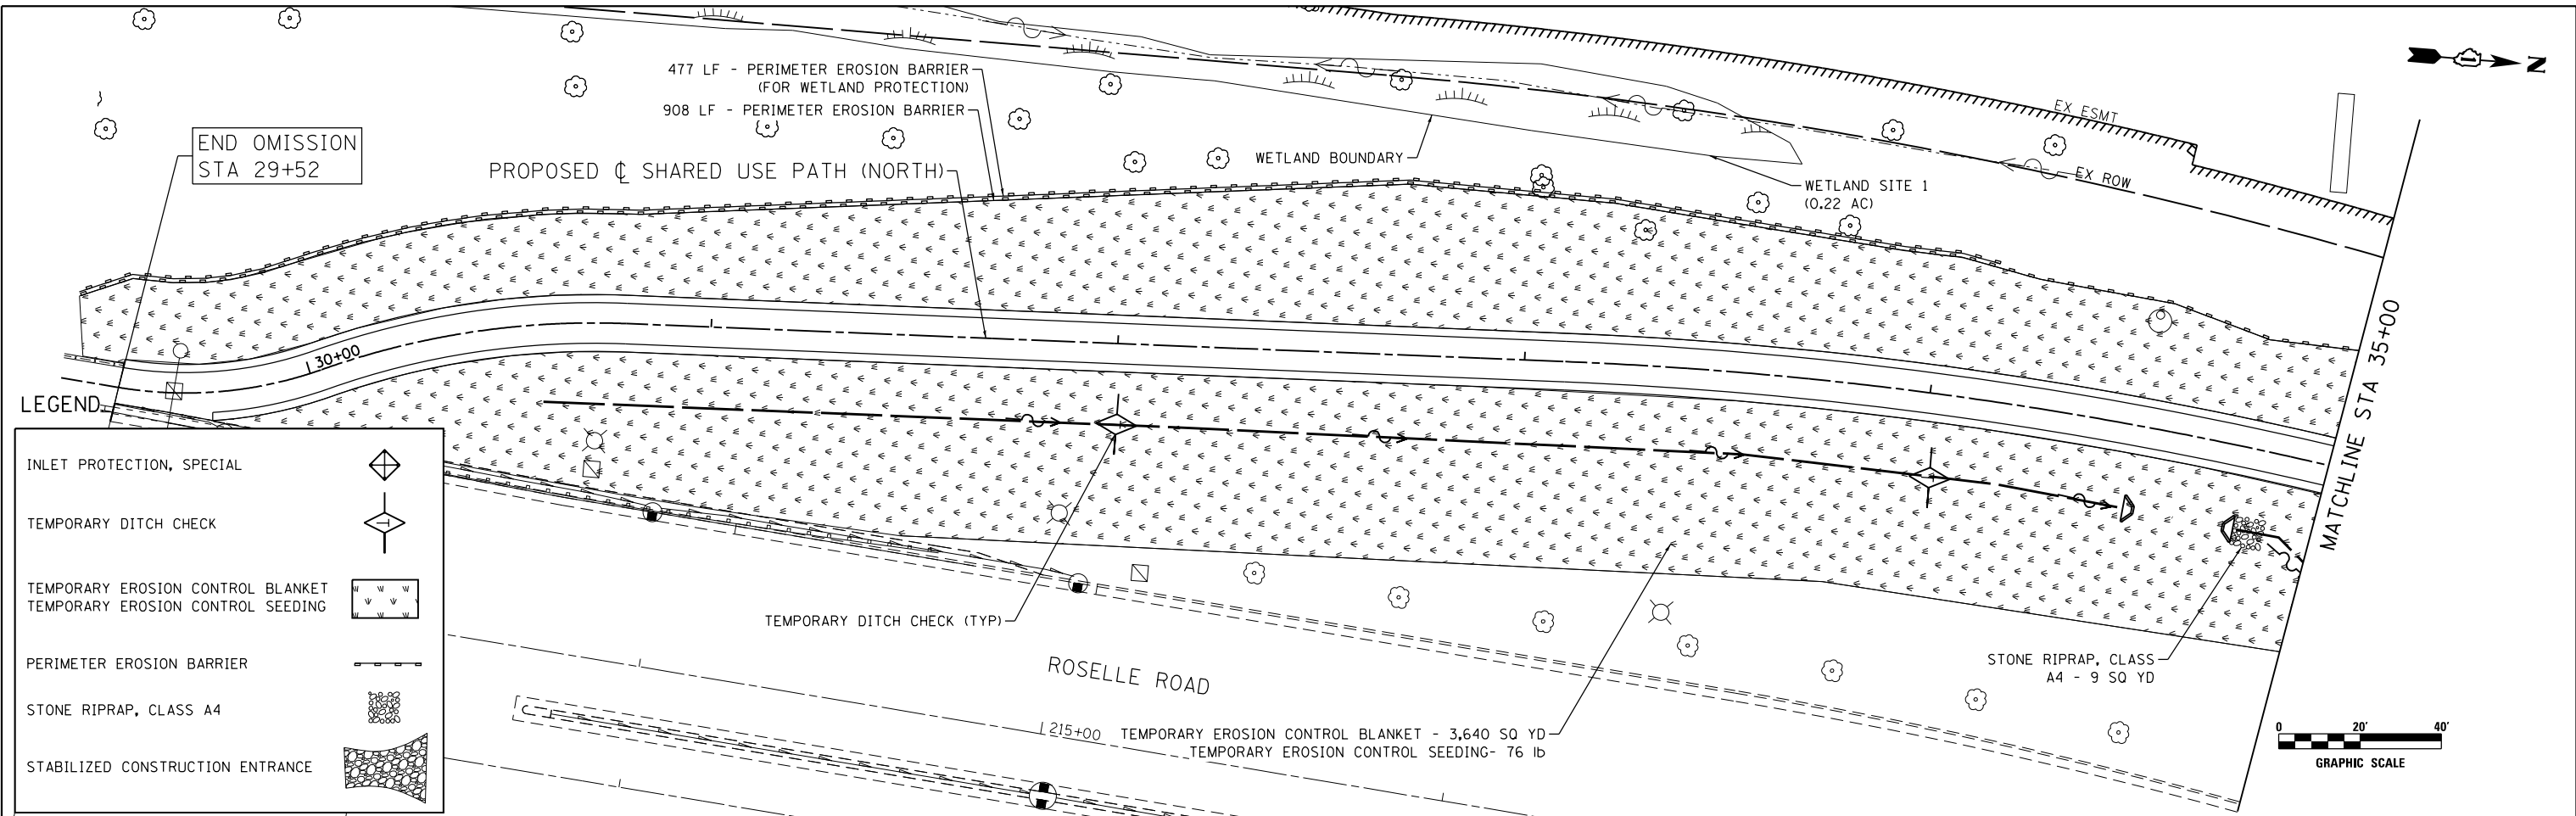 477 LF - PERIMETER EROSION BARRIER
(FOR WETLAND PROTECTION)
908 LF - PERIMETER EROSION BARRIER
END OMISSION
STA 29+52
PROPOSED ℄ SHARED USE PATH (NORTH)
WETLAND BOUNDARY
WETLAND SITE 1
(0.22 AC)
EX ESMT
EX ROW
1
N
30+00
MATCHLINE STA 35+00
LEGEND
INLET PROTECTION, SPECIAL
TEMPORARY DITCH CHECK
TEMPORARY EROSION CONTROL BLANKET
TEMPORARY EROSION CONTROL SEEDING
PERIMETER EROSION BARRIER
STONE RIPRAP, CLASS A4
STABILIZED CONSTRUCTION ENTRANCE
TEMPORARY DITCH CHECK (TYP)
ROSELLE ROAD
215+00
TEMPORARY EROSION CONTROL BLANKET - 3,640 SQ YD
TEMPORARY EROSION CONTROL SEEDING- 76 lb
STONE RIPRAP, CLASS
A4 - 9 SQ YD
0 20' 40'
GRAPHIC SCALE